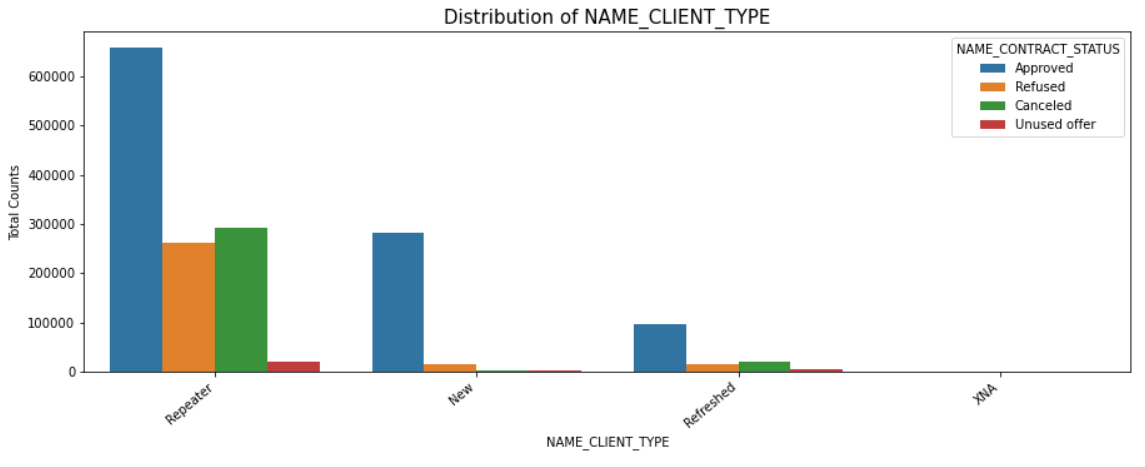 Distribution of NAME_CLIENT_TYPE
NAME_CONTRACT_STATUS
Approved
Refused
Canceled
Unused offer
Total Counts
600000
500000
400000
300000
200000
100000
0
Repeater
New
Refreshed
XNA
NAME_CLIENT_TYPE